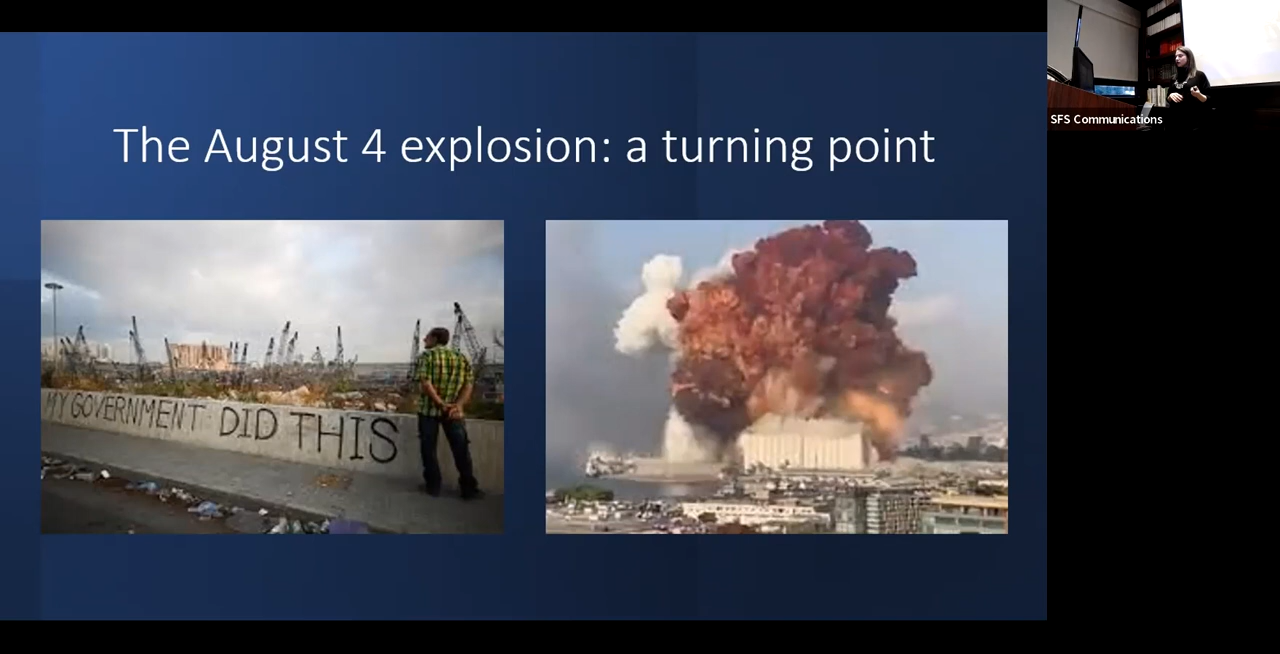 The August 4 explosion: a turning point
MY GOVERNMENT DID THIS
SFS Communications